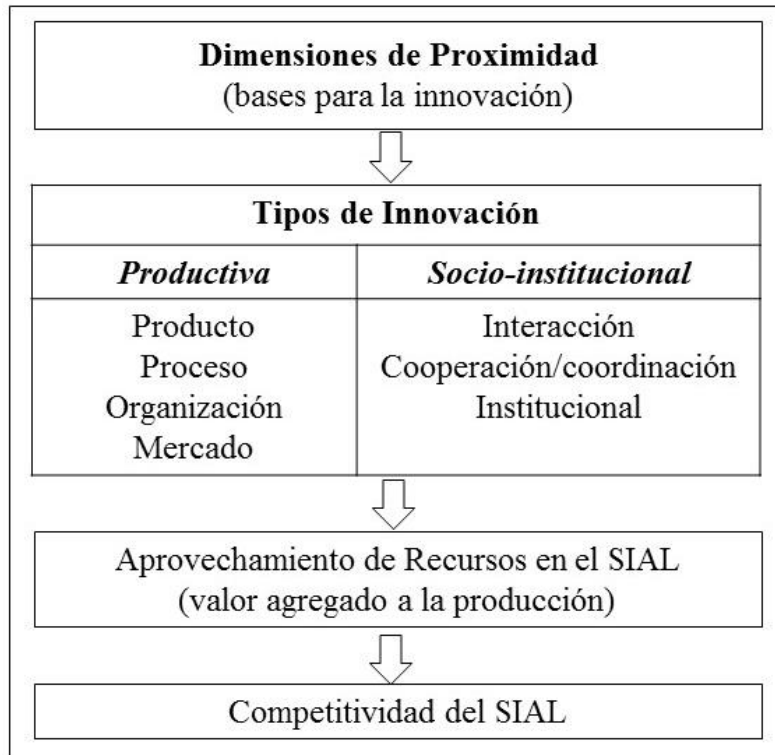 Dimensiones de Proximidad
(bases para la innovación)
Tipos de Innovación
Productiva
Socio-institucional
Producto
Proceso
Organización
Mercado
Interacción
Cooperación/coordinación
Institucional
Aprovechamiento de Recursos en el SIAL
(valor agregado a la producción)
Competitividad del SIAL